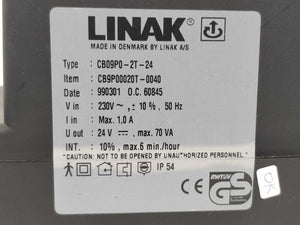 LINAK®
MADE IN DENMARK BY LINAK A/S
Type : CB09P0-2T-24
Item : CB9P00020T-0040
Date : 990301 O.C. 60845
V in : 230V ~, ± 10 %, 50 Hz
I in : Max. 1,0 A
U out : 24 V ⎓, max. 70 VA
INT. : 10%, max.6 min./hour
"CAUTION: NOT TO BE OPENED BY UNAUTHORIZED PERSONNEL"
IP 54
RWTÜV
GS
OK